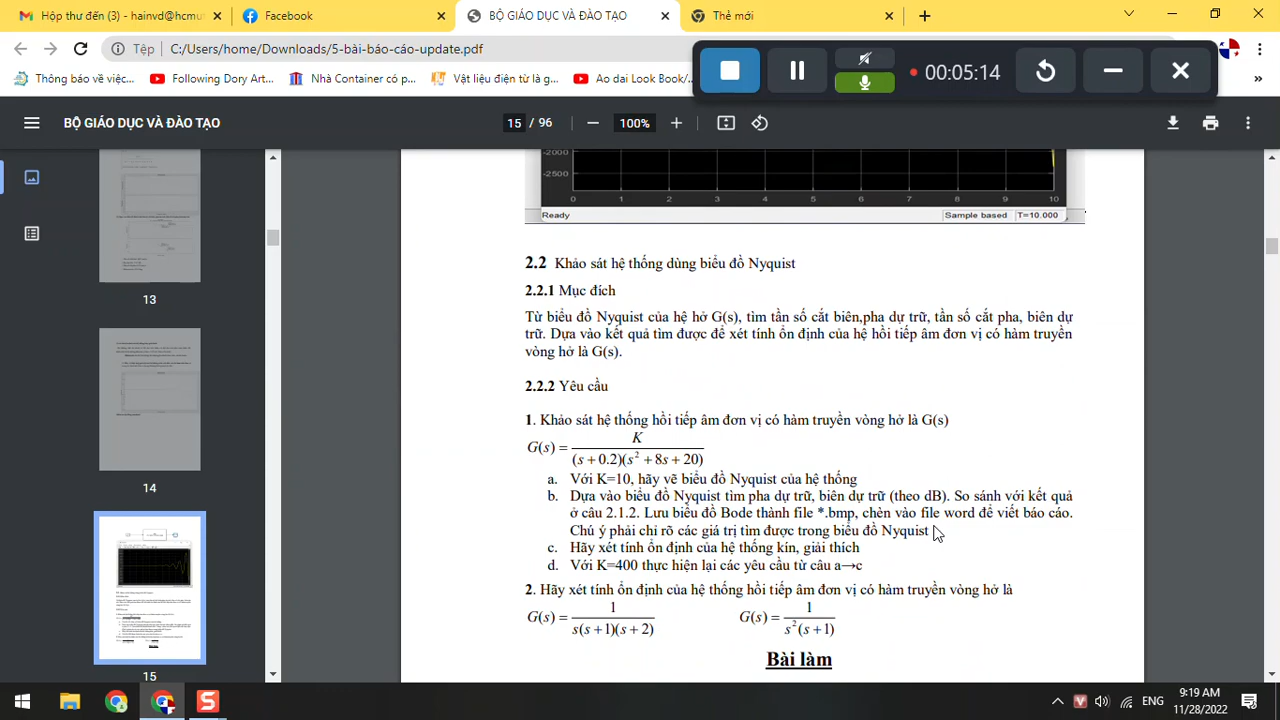 Hộp thư đến (3) - hainvd@hcmu
Facebook
BỘ GIÁO DỤC VÀ ĐÀO TẠO
Thẻ mới
Tệp
C:/Users/home/Downloads/5-bài-báo-cáo-update.pdf
00:05:14
Thông báo về việc...
Following Dory Art...
Nhà Container có p...
Vật liệu điện từ là g...
Ao dai Look Book/...
»
BỘ GIÁO DỤC VÀ ĐÀO TẠO
15 / 96
100%
13
14
15
-2000
-2500
0 1 2 3 4 5 6 7 8 9 10
Ready
Sample based T=10.000
2.2 Khảo sát hệ thống dùng biểu đồ Nyquist
2.2.1 Mục đích
Từ biểu đồ Nyquist của hệ hở G(s), tìm tần số cắt biên,pha dự trữ, tần số cắt pha, biên dự
trữ. Dựa vào kết quả tìm được để xét tính ổn định của hệ hồi tiếp âm đơn vị có hàm truyền
vòng hở là G(s).
2.2.2 Yêu cầu
1. Khảo sát hệ thống hồi tiếp âm đơn vị có hàm truyền vòng hở là G(s)
G(s) = K / (s + 0.2)(s² + 8s + 20)
a. Với K=10, hãy vẽ biểu đồ Nyquist của hệ thống
b. Dựa vào biểu đồ Nyquist tìm pha dự trữ, biên dự trữ (theo dB). So sánh với kết quả
ở câu 2.1.2. Lưu biểu đồ Bode thành file *.bmp, chèn vào file word để viết báo cáo.
Chú ý phải chỉ rõ các giá trị tìm được trong biểu đồ Nyquist
c. Hãy xét tính ổn định của hệ thống kín, giải thích
d. Với K=400 thực hiện lại các yêu cầu từ câu a→c
2. Hãy xét tính ổn định của hệ thống hồi tiếp âm đơn vị có hàm truyền vòng hở là
G(s) = 1 / s(s + 1)(s + 2) G(s) = 1 / s²(s + 1)
Bài làm
ENG
9:19 AM
11/28/2022